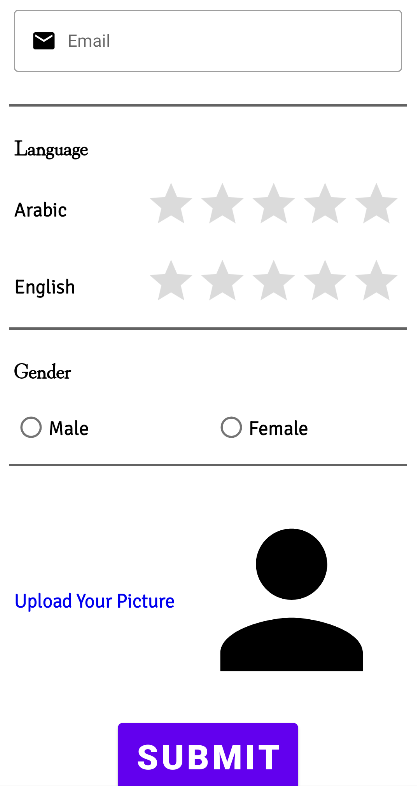 Email
Language
Arabic
English
Gender
Male
Female
Upload Your Picture
SUBMIT